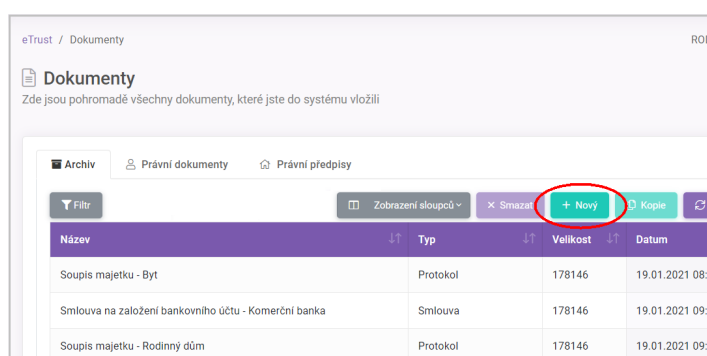 eTrust / Dokumenty
Dokumenty
Zde jsou pohromadě všechny dokumenty, které jste do systému vložili
Archiv Právní dokumenty Právní předpisy
Filtr Zobrazení sloupců Smazat + Nový Kopie
Název Typ Velikost Datum
Soupis majetku - Byt Protokol 178146 19.01.2021 08:
Smlouva na založení bankovního účtu - Komerční banka Smlouva 178146 19.01.2021 09:
Soupis majetku - Rodinný dům Protokol 178146 19.01.2021 09: